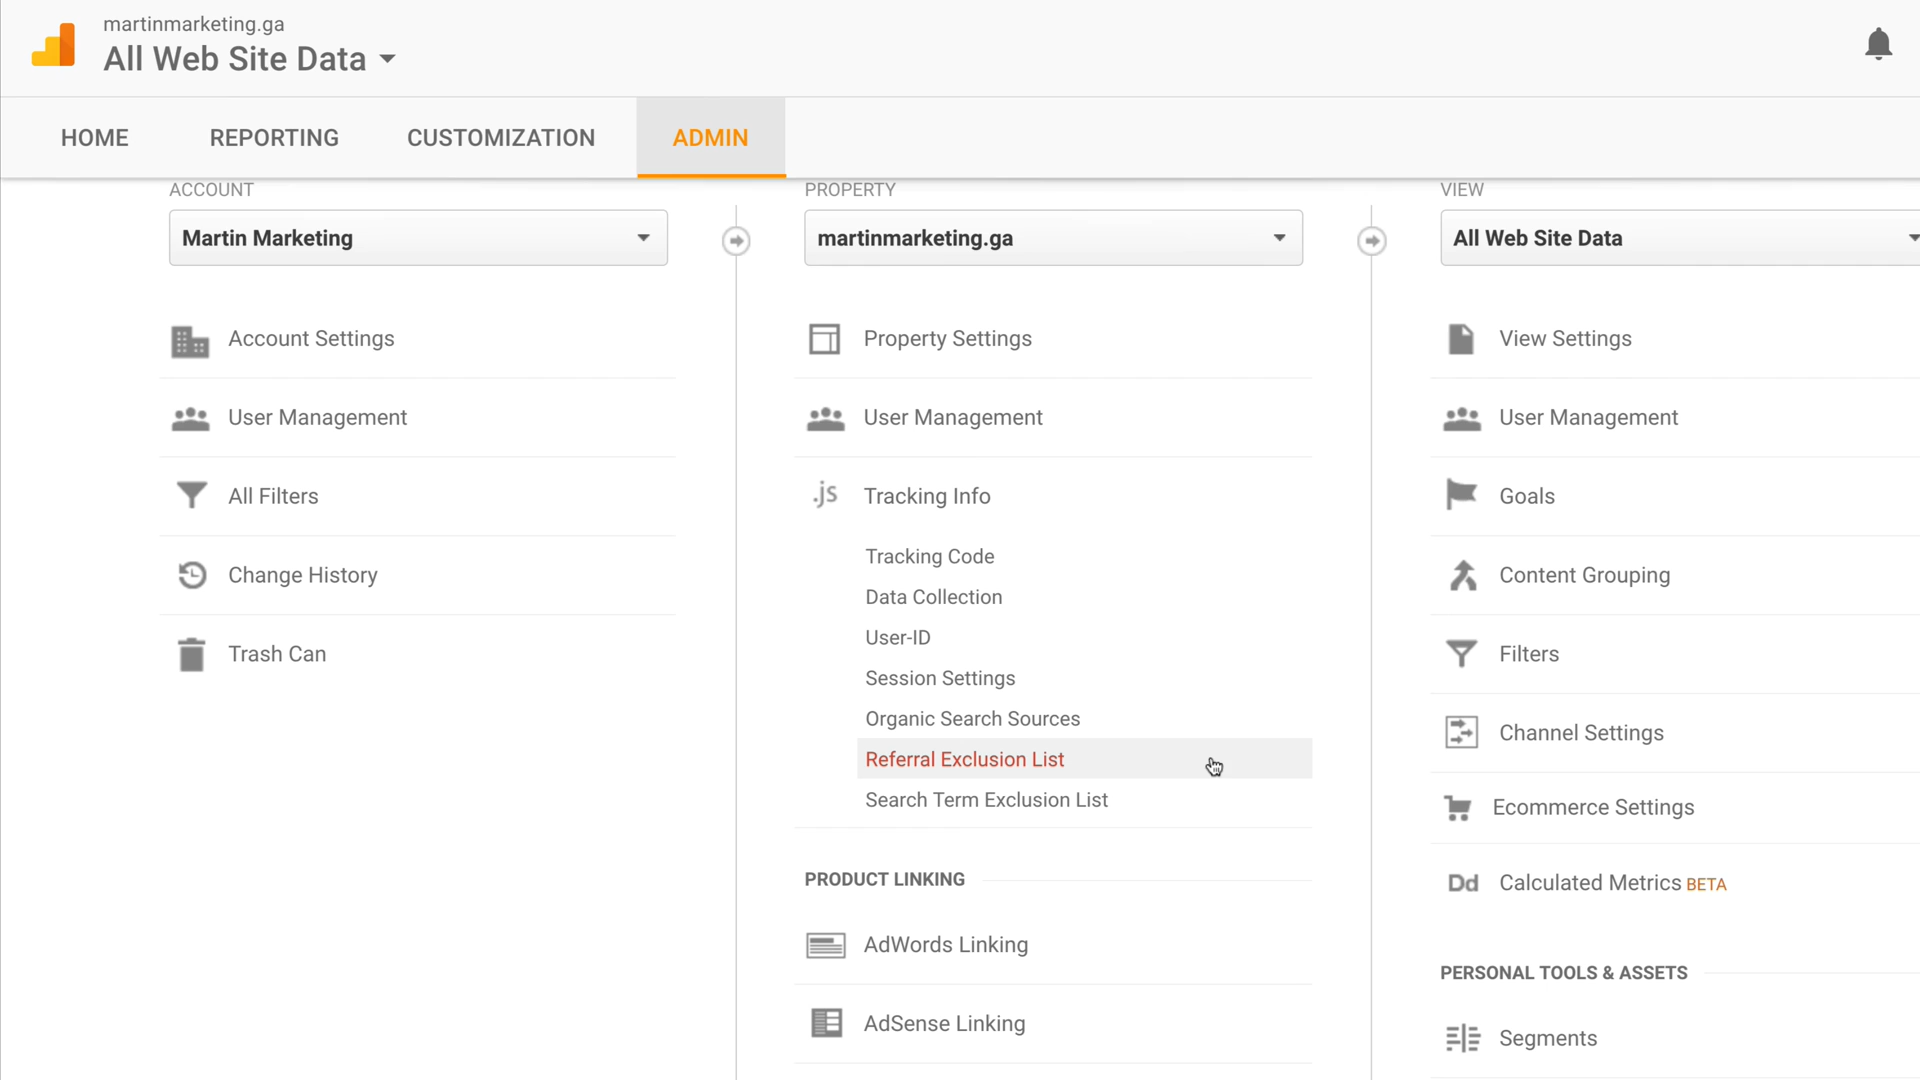 martinmarketing.ga
All Web Site Data
HOME REPORTING CUSTOMIZATION ADMIN
ACCOUNT
Martin Marketing
Account Settings
User Management
All Filters
Change History
Trash Can
PROPERTY
martinmarketing.ga
Property Settings
User Management
.js Tracking Info
Tracking Code
Data Collection
User-ID
Session Settings
Organic Search Sources
Referral Exclusion List
Search Term Exclusion List
PRODUCT LINKING
AdWords Linking
AdSense Linking
VIEW
All Web Site Data
View Settings
User Management
Goals
Content Grouping
Filters
Channel Settings
Ecommerce Settings
Dd Calculated Metrics BETA
PERSONAL TOOLS & ASSETS
Segments